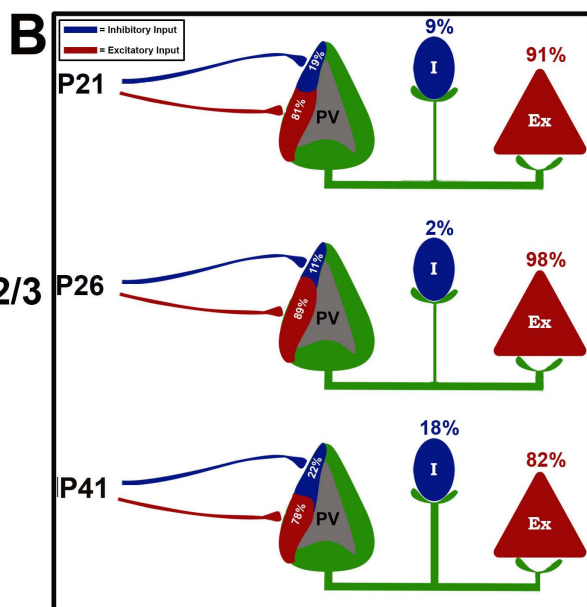 B
= Inhibitory Input
= Excitatory Input
P21
19%
81%
PV
9%
I
91%
Ex
2/3
P26
11%
89%
PV
2%
I
98%
Ex
P41
22%
78%
PV
18%
I
82%
Ex